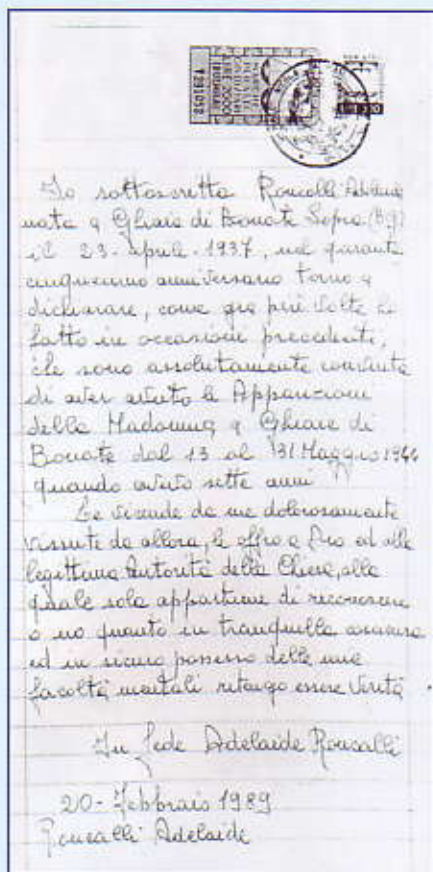 1291052
LIRE 2000
Io sottoscritta Roncalli Adelaide
nata a Ghiaie di Bonate Sopra (Bg)
il 23-aprile-1937, nel quaranta
cinquesimo anniversario torno a
dichiarare, come già più volte ho
fatto in occasioni precedenti,
che sono assolutamente convinta
di aver avuto le Apparizioni
della Madonna a Ghiaie di
Bonate dal 13 al 31 Maggio 1944
quando avevo sette anni
Le vicende da me dolorosamente
vissute da allora, le offro a Dio ed alla
legittima Autorità della Chiesa, alla
quale sola appartiene di riconoscere
o no quanto in tranquilla coscienza
ed in sicuro possesso delle mie
facoltà mentali ritengo essere Verità
In fede Adelaide Roncalli
20-Febbraio 1989
Roncalli Adelaide